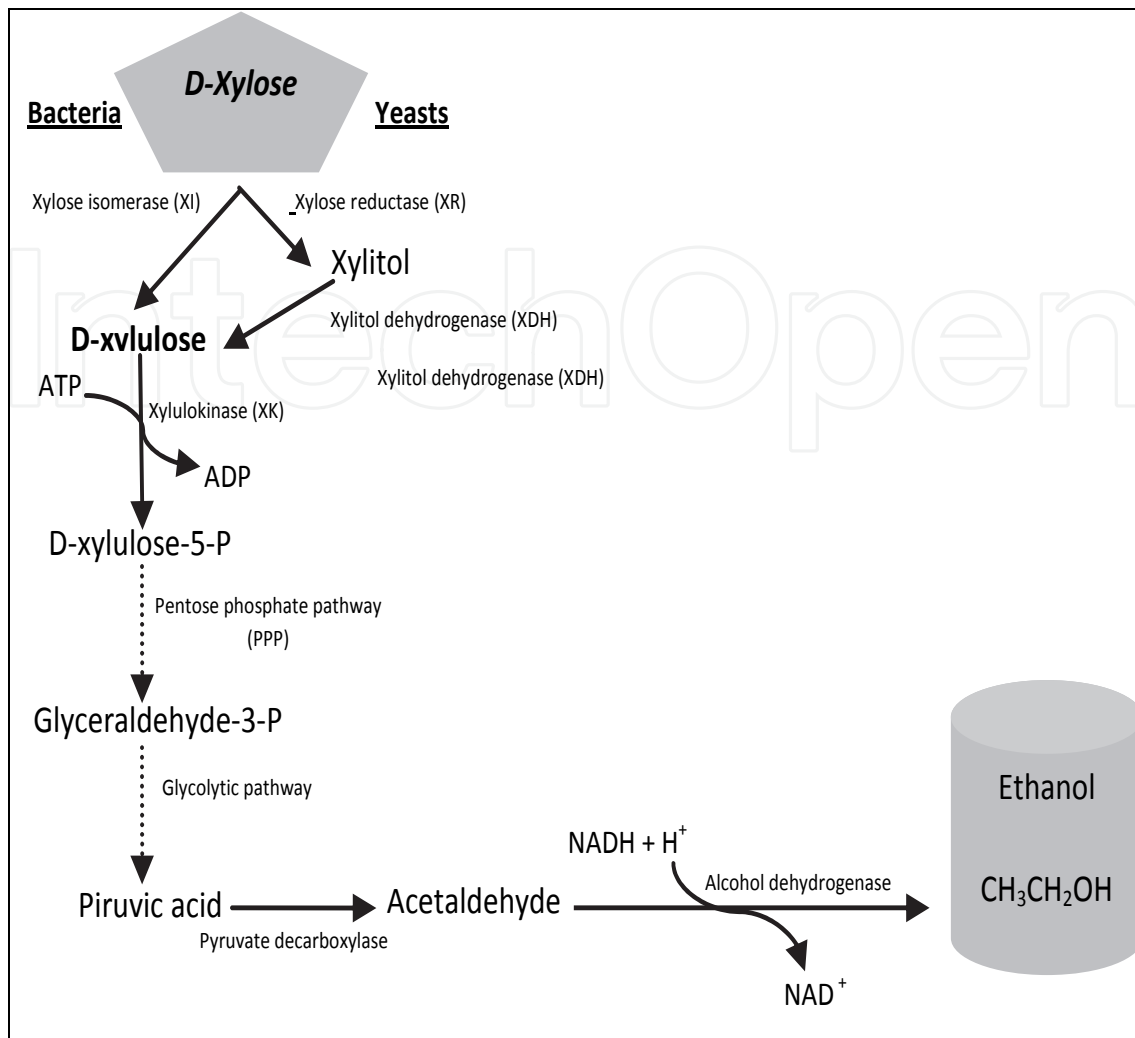 D-Xylose
Bacteria
Yeasts
Xylose isomerase (XI)
Xylose reductase (XR)
Xylitol
Xylitol dehydrogenase (XDH)
D-xvlulose
Xylitol dehydrogenase (XDH)
ATP
Xylulokinase (XK)
ADP
D-xylulose-5-P
Pentose phosphate pathway
(PPP)
Glyceraldehyde-3-P
Glycolytic pathway
Ethanol
NADH + H⁺
Alcohol dehydrogenase
CH₃CH₂OH
Piruvic acid
Acetaldehyde
Pyruvate decarboxylase
NAD⁺
IntechOpen